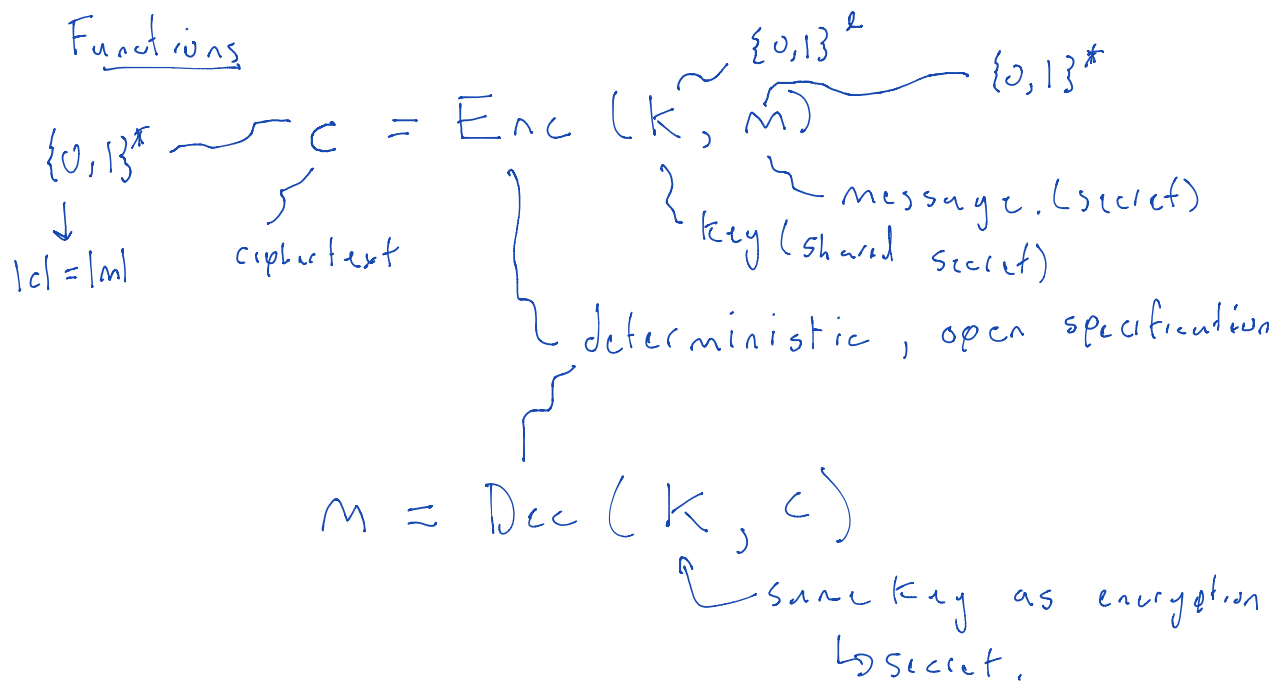 Functions
{0,1}^l
{0,1}*
c = Enc (k, m)
{0,1}*
message. (secret)
key (shared secret)
ciphertext
|c| = |m|
deterministic, open specification
m = Dec (k, c)
same key as encryption
↳ secret.